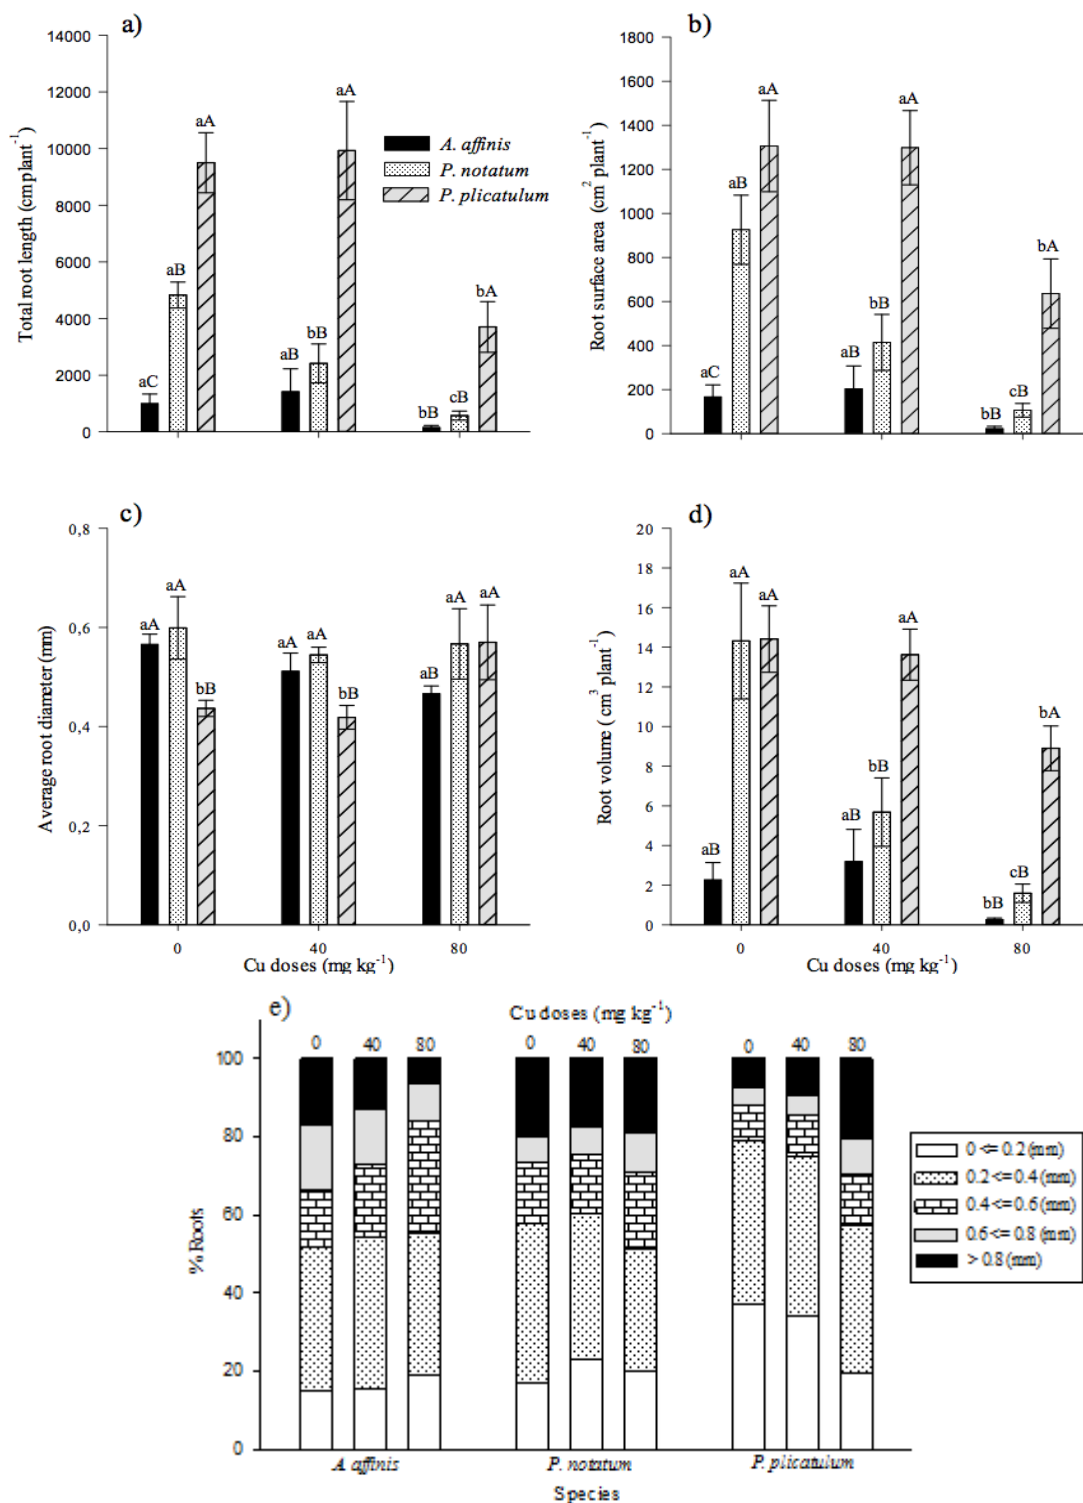 a)
14000
12000
10000
8000
6000
4000
2000
0
Total root length (cm plant⁻¹)
aC
aB
aA
aB
bB
aA
bB
cB
bA
A. affinis
P. notatum
P. plicatulum
b)
1800
1600
1400
1200
1000
800
600
400
200
0
Root surface area (cm² plant⁻¹)
aC
aB
aA
aB
bB
aA
bB
cB
bA
c)
0,8
0,6
0,4
0,2
0,0
Average root diameter (mm)
aA
aA
bB
aA
aA
bB
aB
aA
aA
0 40 80
Cu doses (mg kg⁻¹)
d)
20
18
16
14
12
10
8
6
4
2
0
Root volume ( cm³ plant⁻¹)
aB
aA
aA
aB
bB
aA
bB
cB
bA
0 40 80
Cu doses (mg kg⁻¹)
e)
Cu doses (mg kg⁻¹)
0 40 80 0 40 80 0 40 80
100
80
60
40
20
0
% Roots
0 <= 0.2 (mm)
0.2 <= 0.4 (mm)
0.4 <= 0.6 (mm)
0.6 <= 0.8 (mm)
> 0.8 (mm)
A. affinis P. notatum P. plicatulum
Species